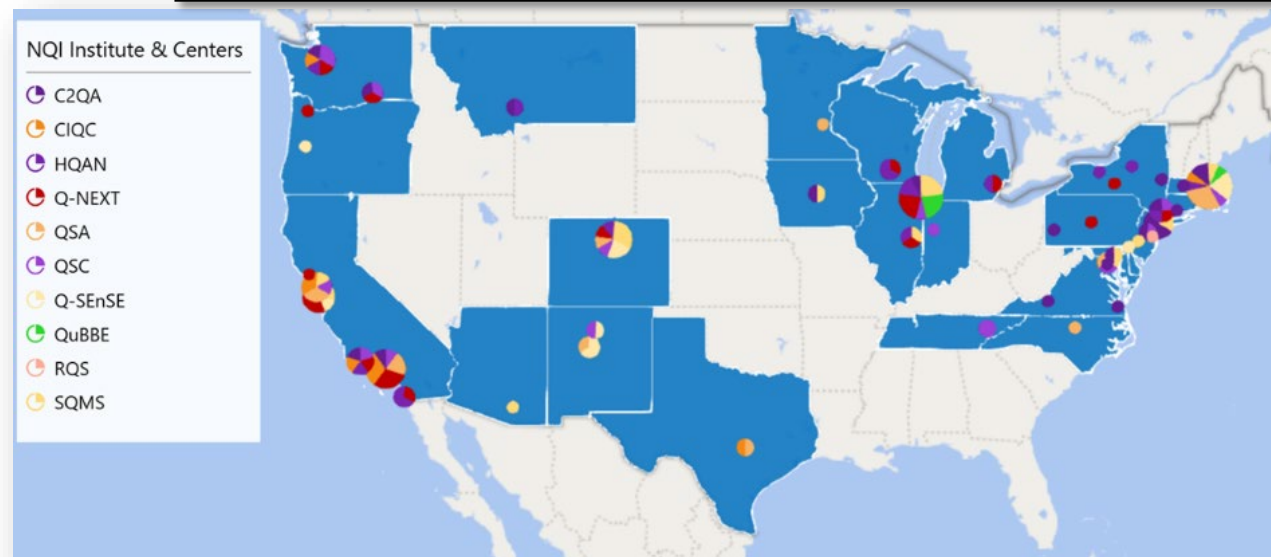 NQI Institute & Centers
C2QA
CIQC
HQAN
Q-NEXT
QSA
QSC
Q-SEnSE
QuBBE
RQS
SQMS